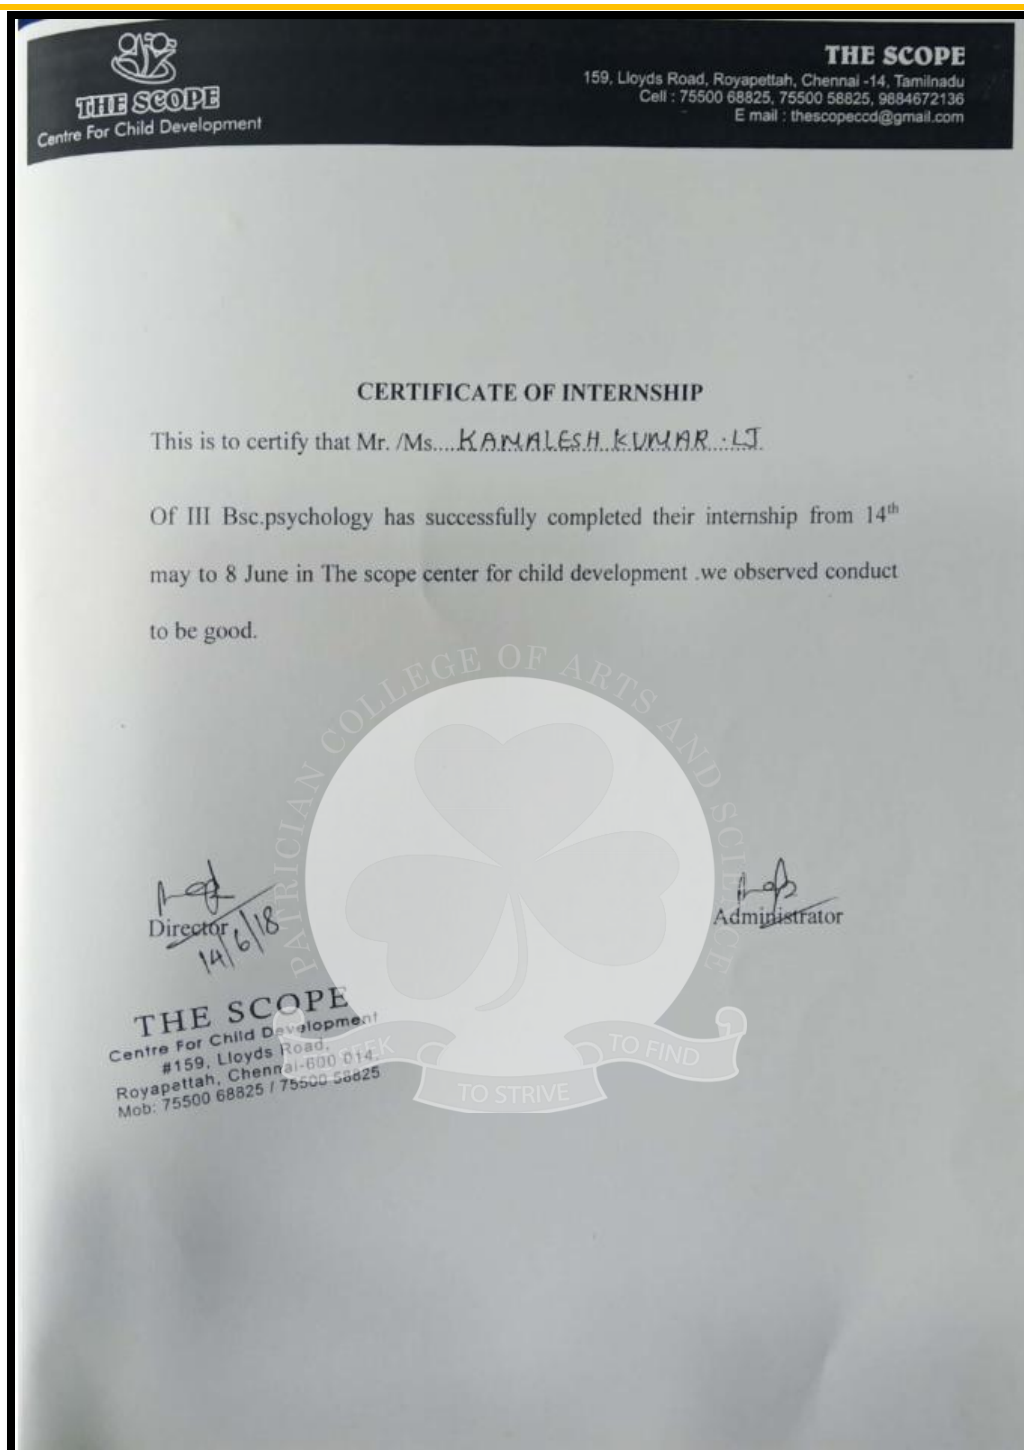 THE SCOPE
Centre For Child Development
THE SCOPE
159, Lloyds Road, Royapettah, Chennai -14, Tamilnadu
Cell : 75500 68825, 75500 58825, 9884672136
E mail : thescopeccd@gmail.com
CERTIFICATE OF INTERNSHIP
This is to certify that Mr. /Ms....KAMALESH KUMAR .LJ
Of III Bsc.psychology has successfully completed their internship from 14th
may to 8 June in The scope center for child development .we observed conduct
to be good.
PATRICIAN COLLEGE OF ARTS AND SCIENCE
Director
14/6/18
Administrator
THE SCOPE
Centre For Child Development
#159, Lloyds Road,
Royapettah, Chennai-600 014.
Mob: 75500 68825 / 75500 58825
SEEK
TO STRIVE
TO FIND